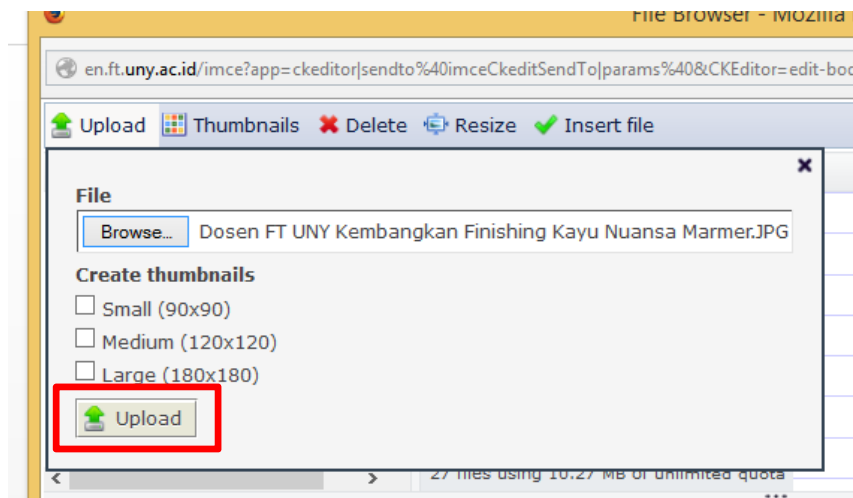 File Browser - Mozilla
en.ft.uny.ac.id/imce?app=ckeditor|sendto%40imceCkeditSendTo|params%40&CKEditor=edit-bod
Upload Thumbnails Delete Resize Insert file
File
Browse... Dosen FT UNY Kembangkan Finishing Kayu Nuansa Marmer.JPG
Create thumbnails
Small (90x90)
Medium (120x120)
Large (180x180)
Upload
27 files using 10.27 MB of unlimited quota